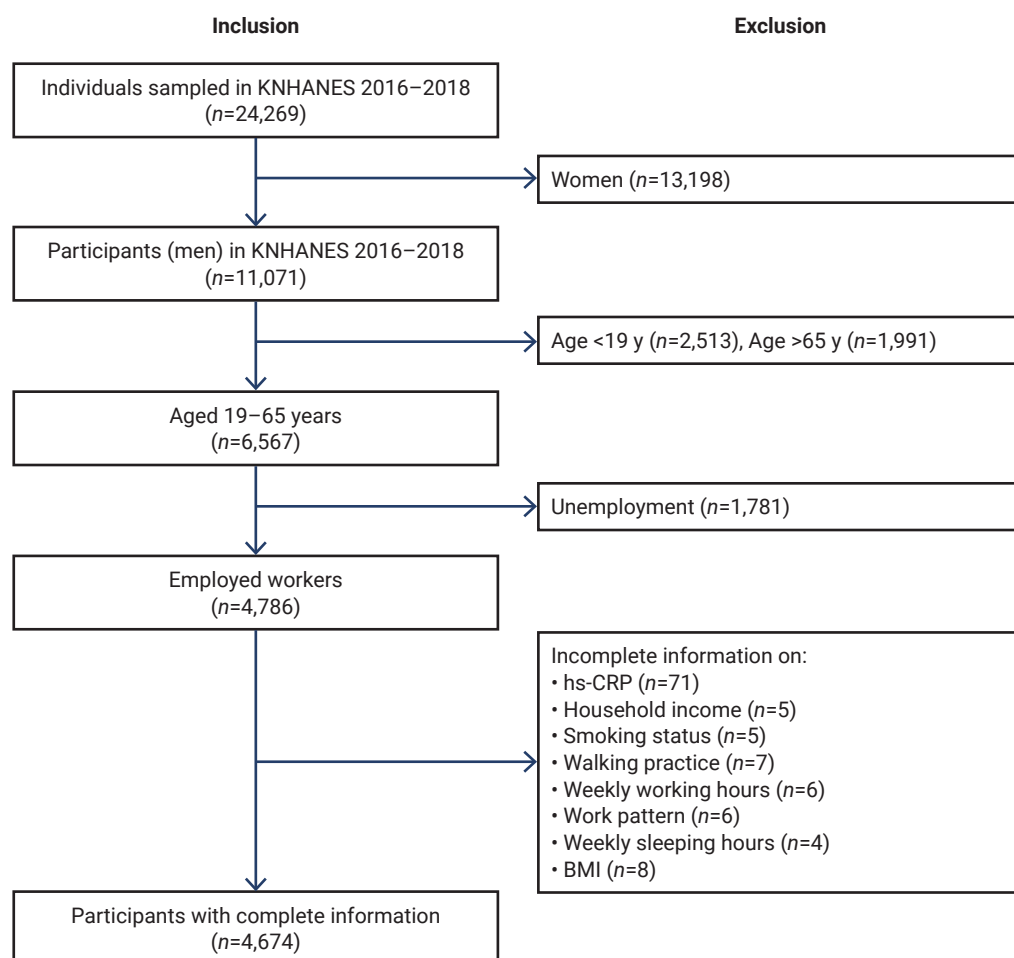 Inclusion
Exclusion
Individuals sampled in KNHANES 2016–2018
(n=24,269)
Women (n=13,198)
Participants (men) in KNHANES 2016–2018
(n=11,071)
Age <19 y (n=2,513), Age >65 y (n=1,991)
Aged 19–65 years
(n=6,567)
Unemployment (n=1,781)
Employed workers
(n=4,786)
Incomplete information on:
• hs-CRP (n=71)
• Household income (n=5)
• Smoking status (n=5)
• Walking practice (n=7)
• Weekly working hours (n=6)
• Work pattern (n=6)
• Weekly sleeping hours (n=4)
• BMI (n=8)
Participants with complete information
(n=4,674)